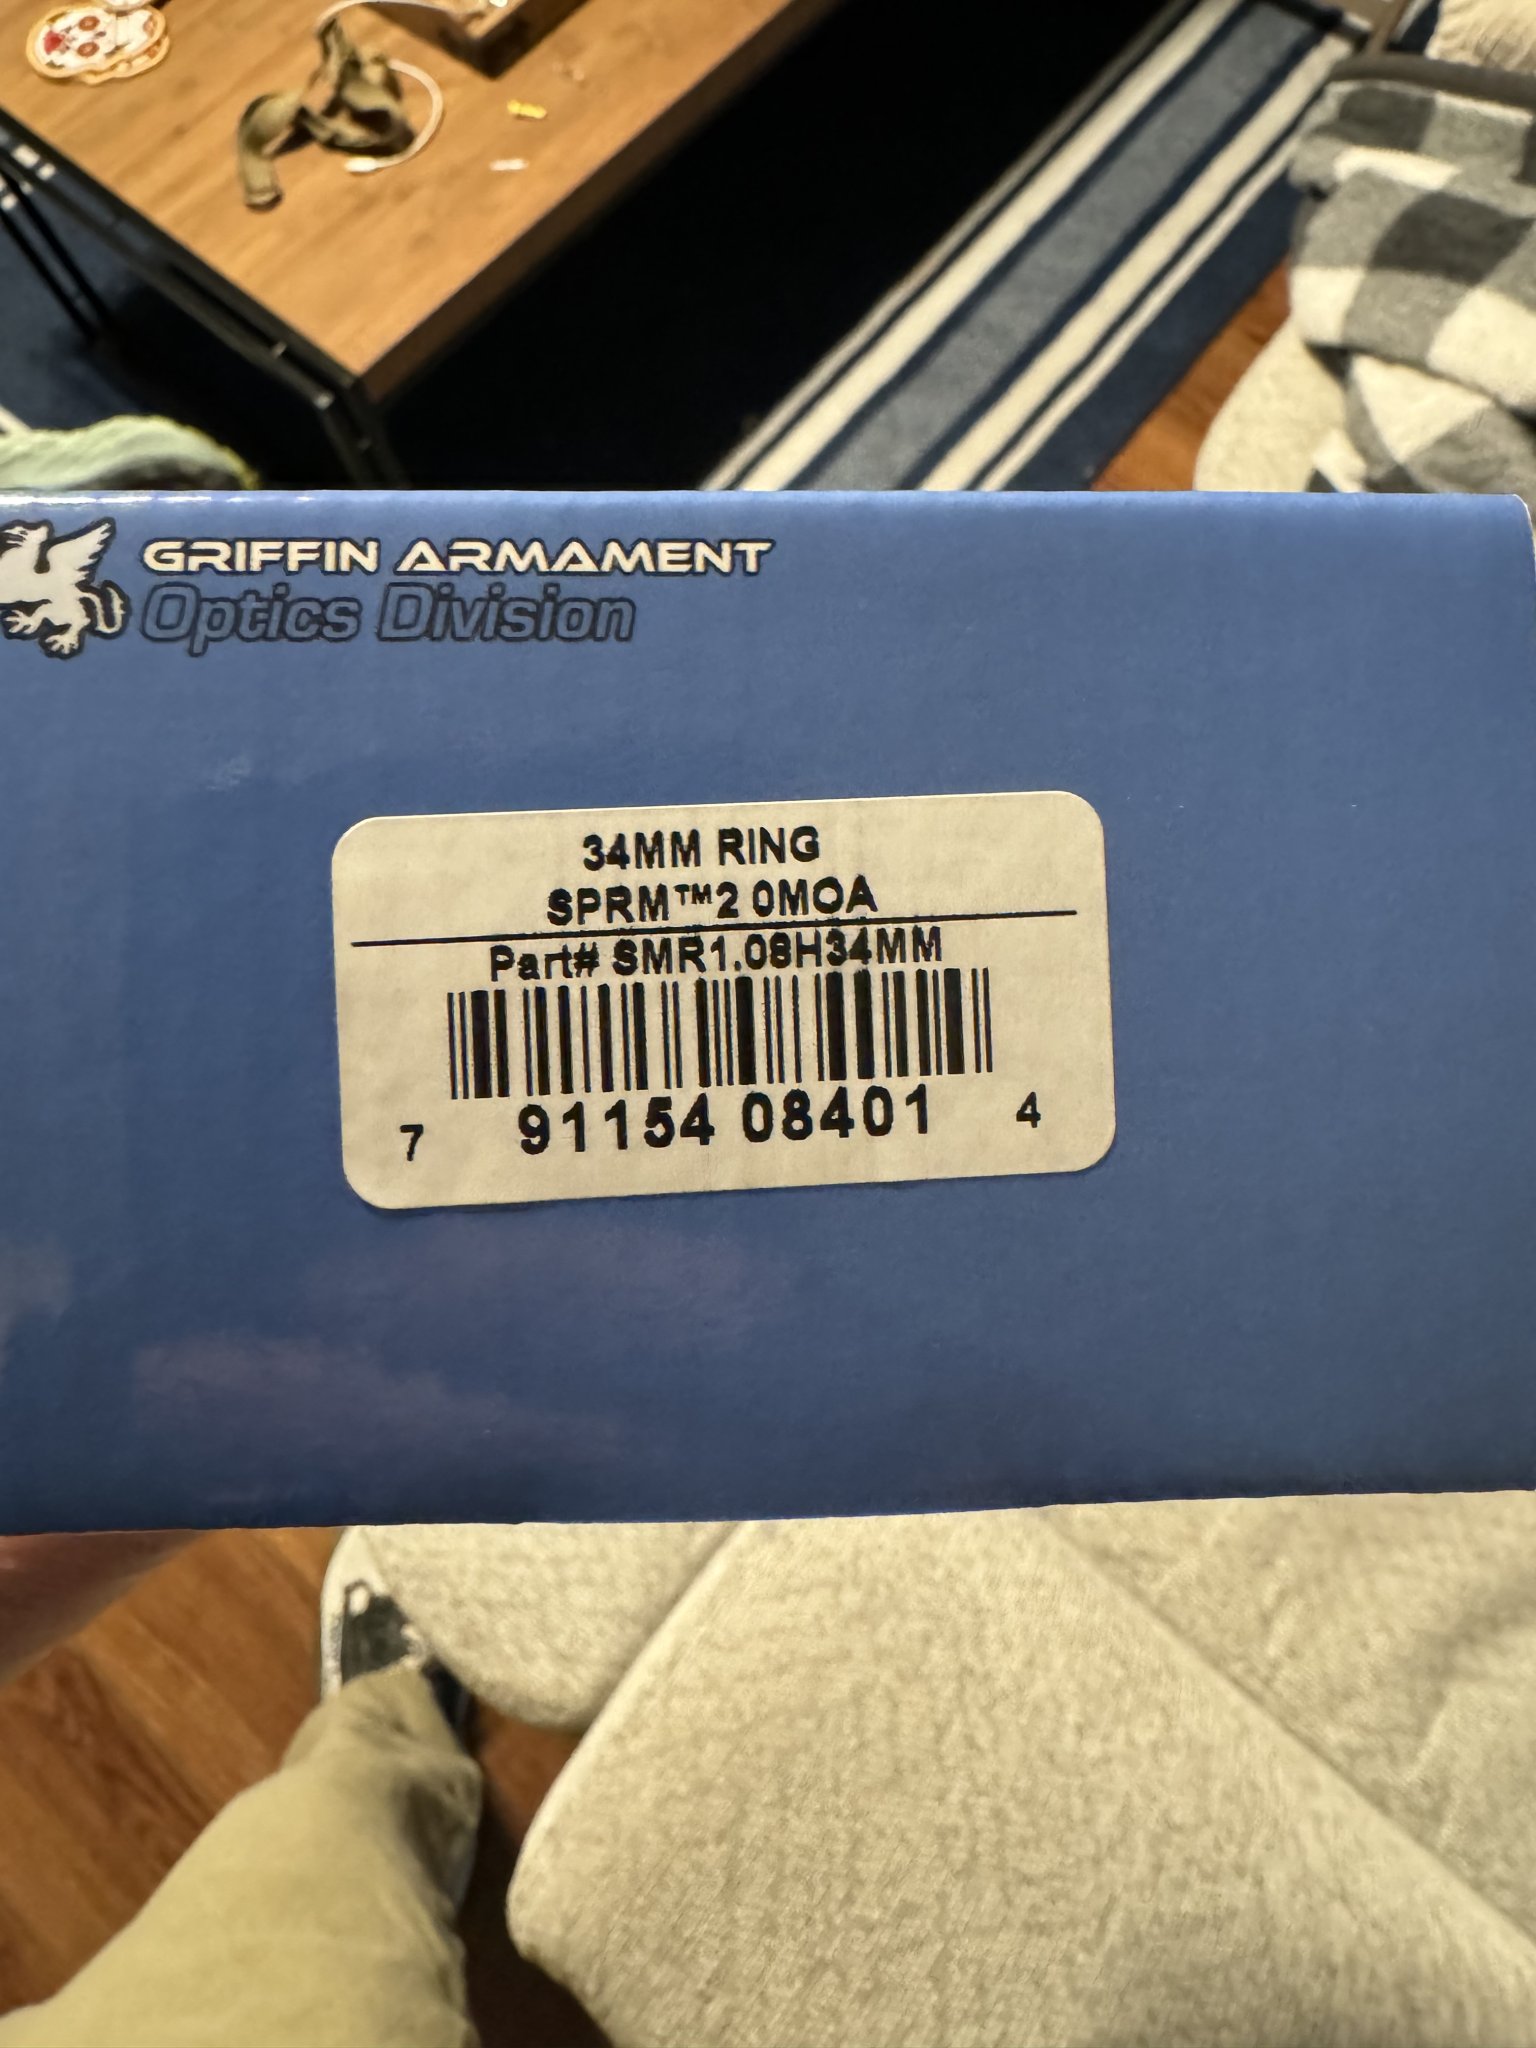 GRIFFIN ARMAMENT
Optics Division
34MM RING
SPRM™2 0MOA
Part# SMR1.08H34MM
7 91154 08401 4